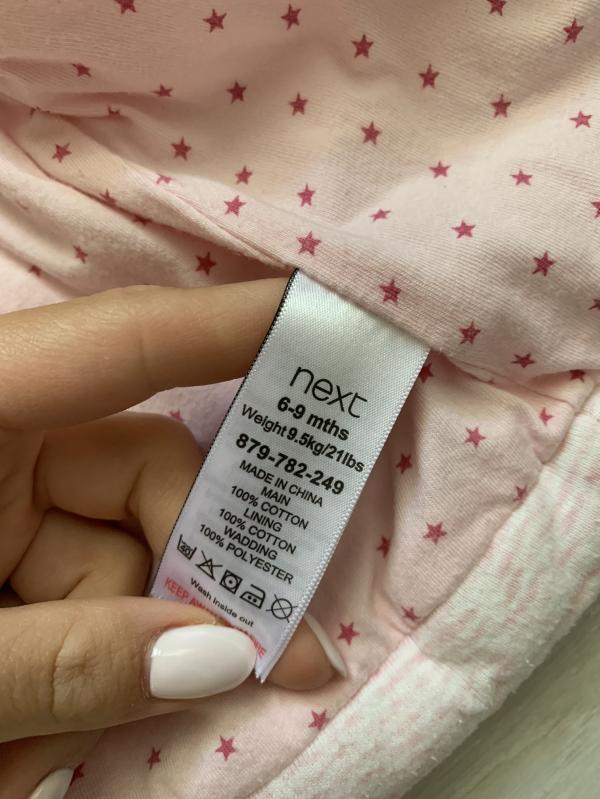 next
6-9 mths
Weight 9.5kg/21lbs
879-782-249
MADE IN CHINA
MAIN
100% COTTON
LINING
100% COTTON
WADDING
100% POLYESTER
40
Wash inside out
KEEP